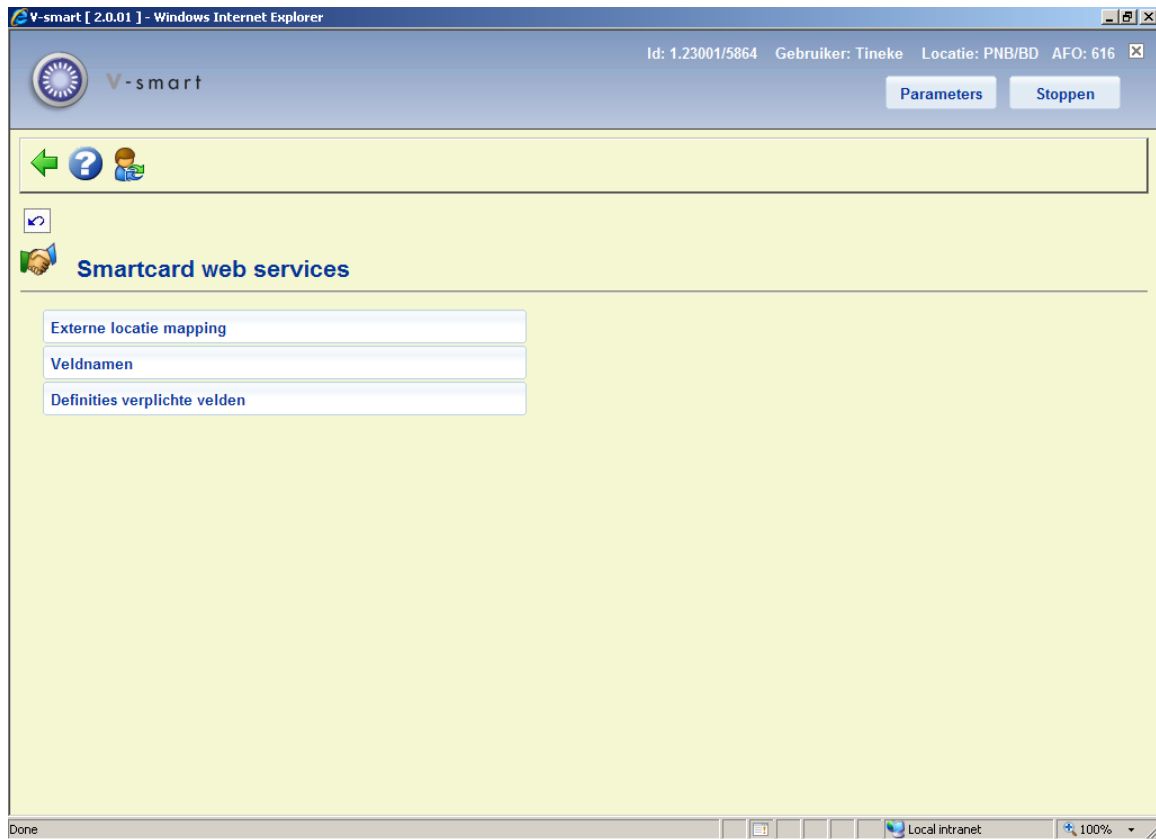 V-smart [ 2.0.01 ] - Windows Internet Explorer
Id: 1.23001/5864 Gebruiker: Tineke Locatie: PNB/BD AFO: 616
V-smart
Parameters Stoppen
Smartcard web services
Externe locatie mapping
Veldnamen
Definities verplichte velden
Done Local intranet 100%